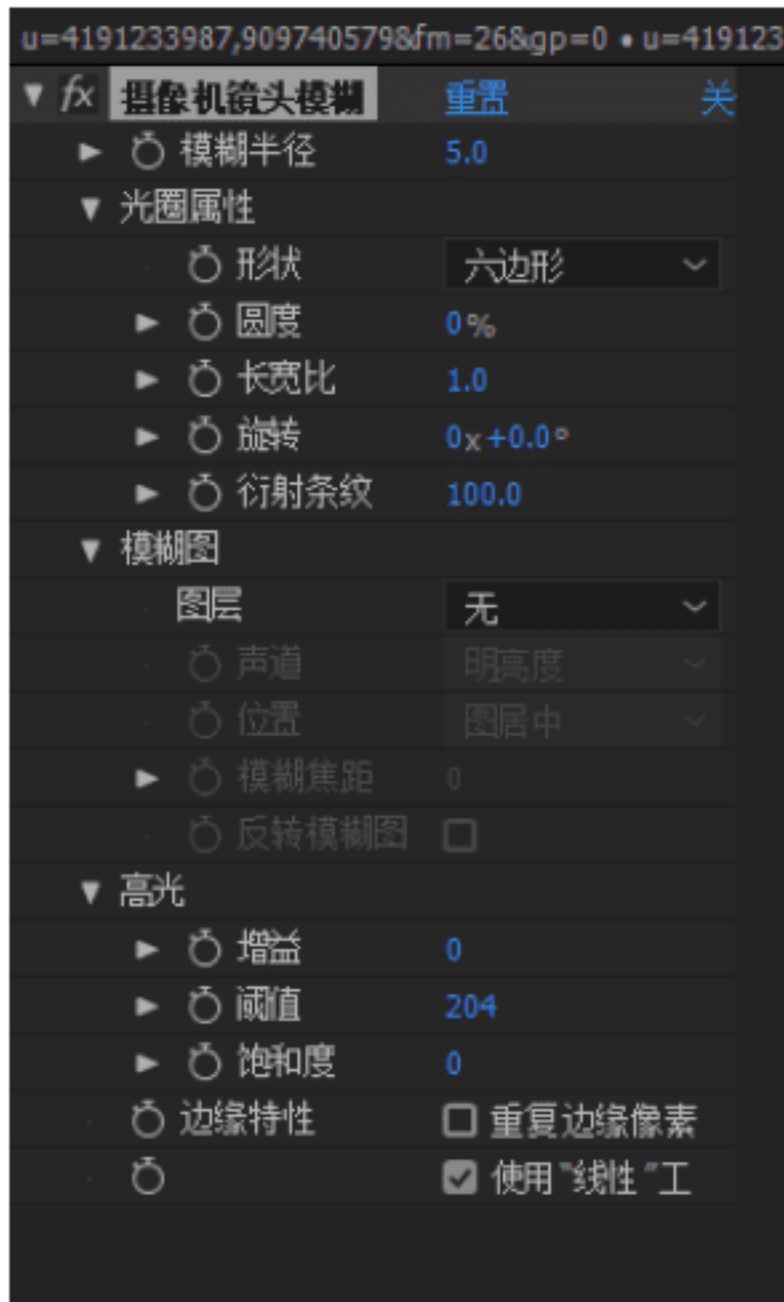 u=4191233987,909740579&fm=26&gp=0 • u=419123
fx 摄像机镜头模糊 重置 关
模糊半径 5.0
光圈属性
形状 六边形
圆度 0%
长宽比 1.0
旋转 0x+0.0°
衍射条纹 100.0
模糊图
图层 无
声道 明亮度
位置 图居中
模糊焦距 0
反转模糊图
高光
增益 0
阈值 204
饱和度 0
边缘特性 重复边缘像素
使用"线性"工